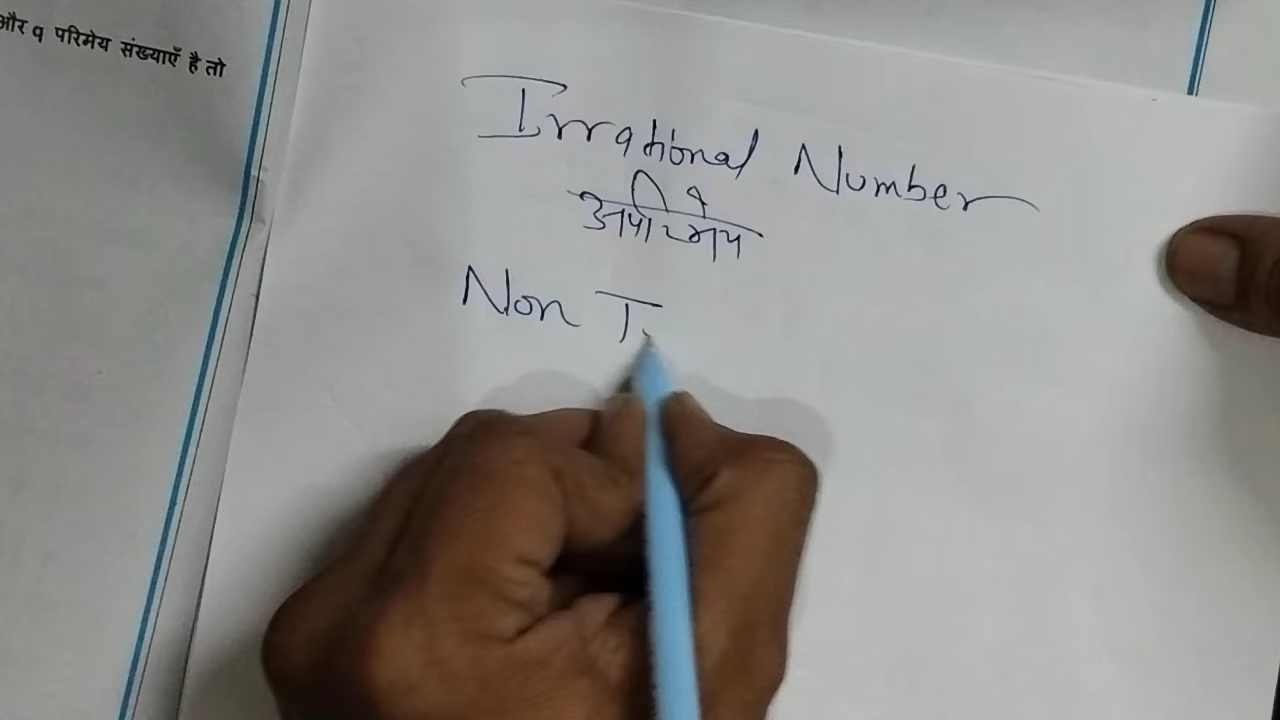 और q परिमेय संख्याएँ है तो
Irrational Number
अपरिमेय
Non T